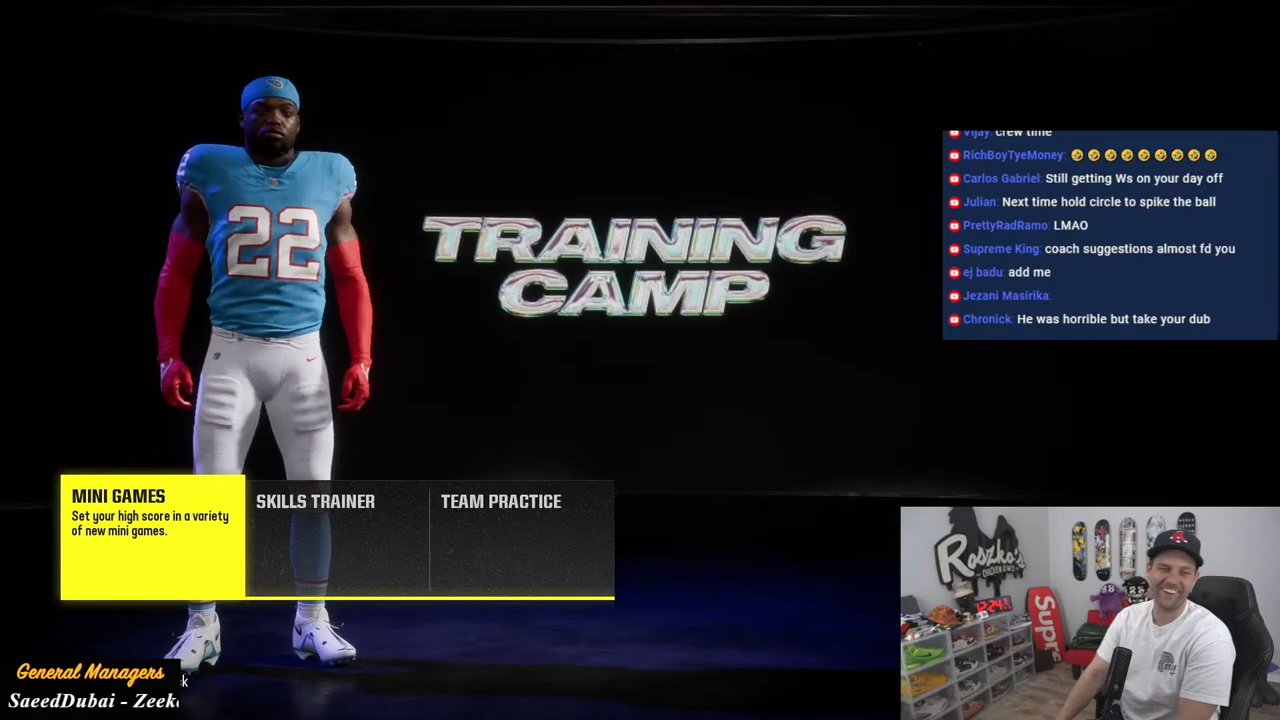 TRAINING
CAMP
22
MINI GAMES
Set your high score in a variety
of new mini games.
SKILLS TRAINER
TEAM PRACTICE
Vijay: crew time
RichBoyTyeMoney: 🤣🤣🤣🤣🤣🤣🤣🤣🤣
Carlos Gabriel: Still getting Ws on your day off
Julian: Next time hold circle to spike the ball
PrettyRadRamo: LMAO
Supreme King: coach suggestions almost fd you
ej badu: add me
Jezani Masirika:
Chronick: He was horrible but take your dub
Roszko's
12:24
Supr
General Managers
SaeedDubai - Zeek